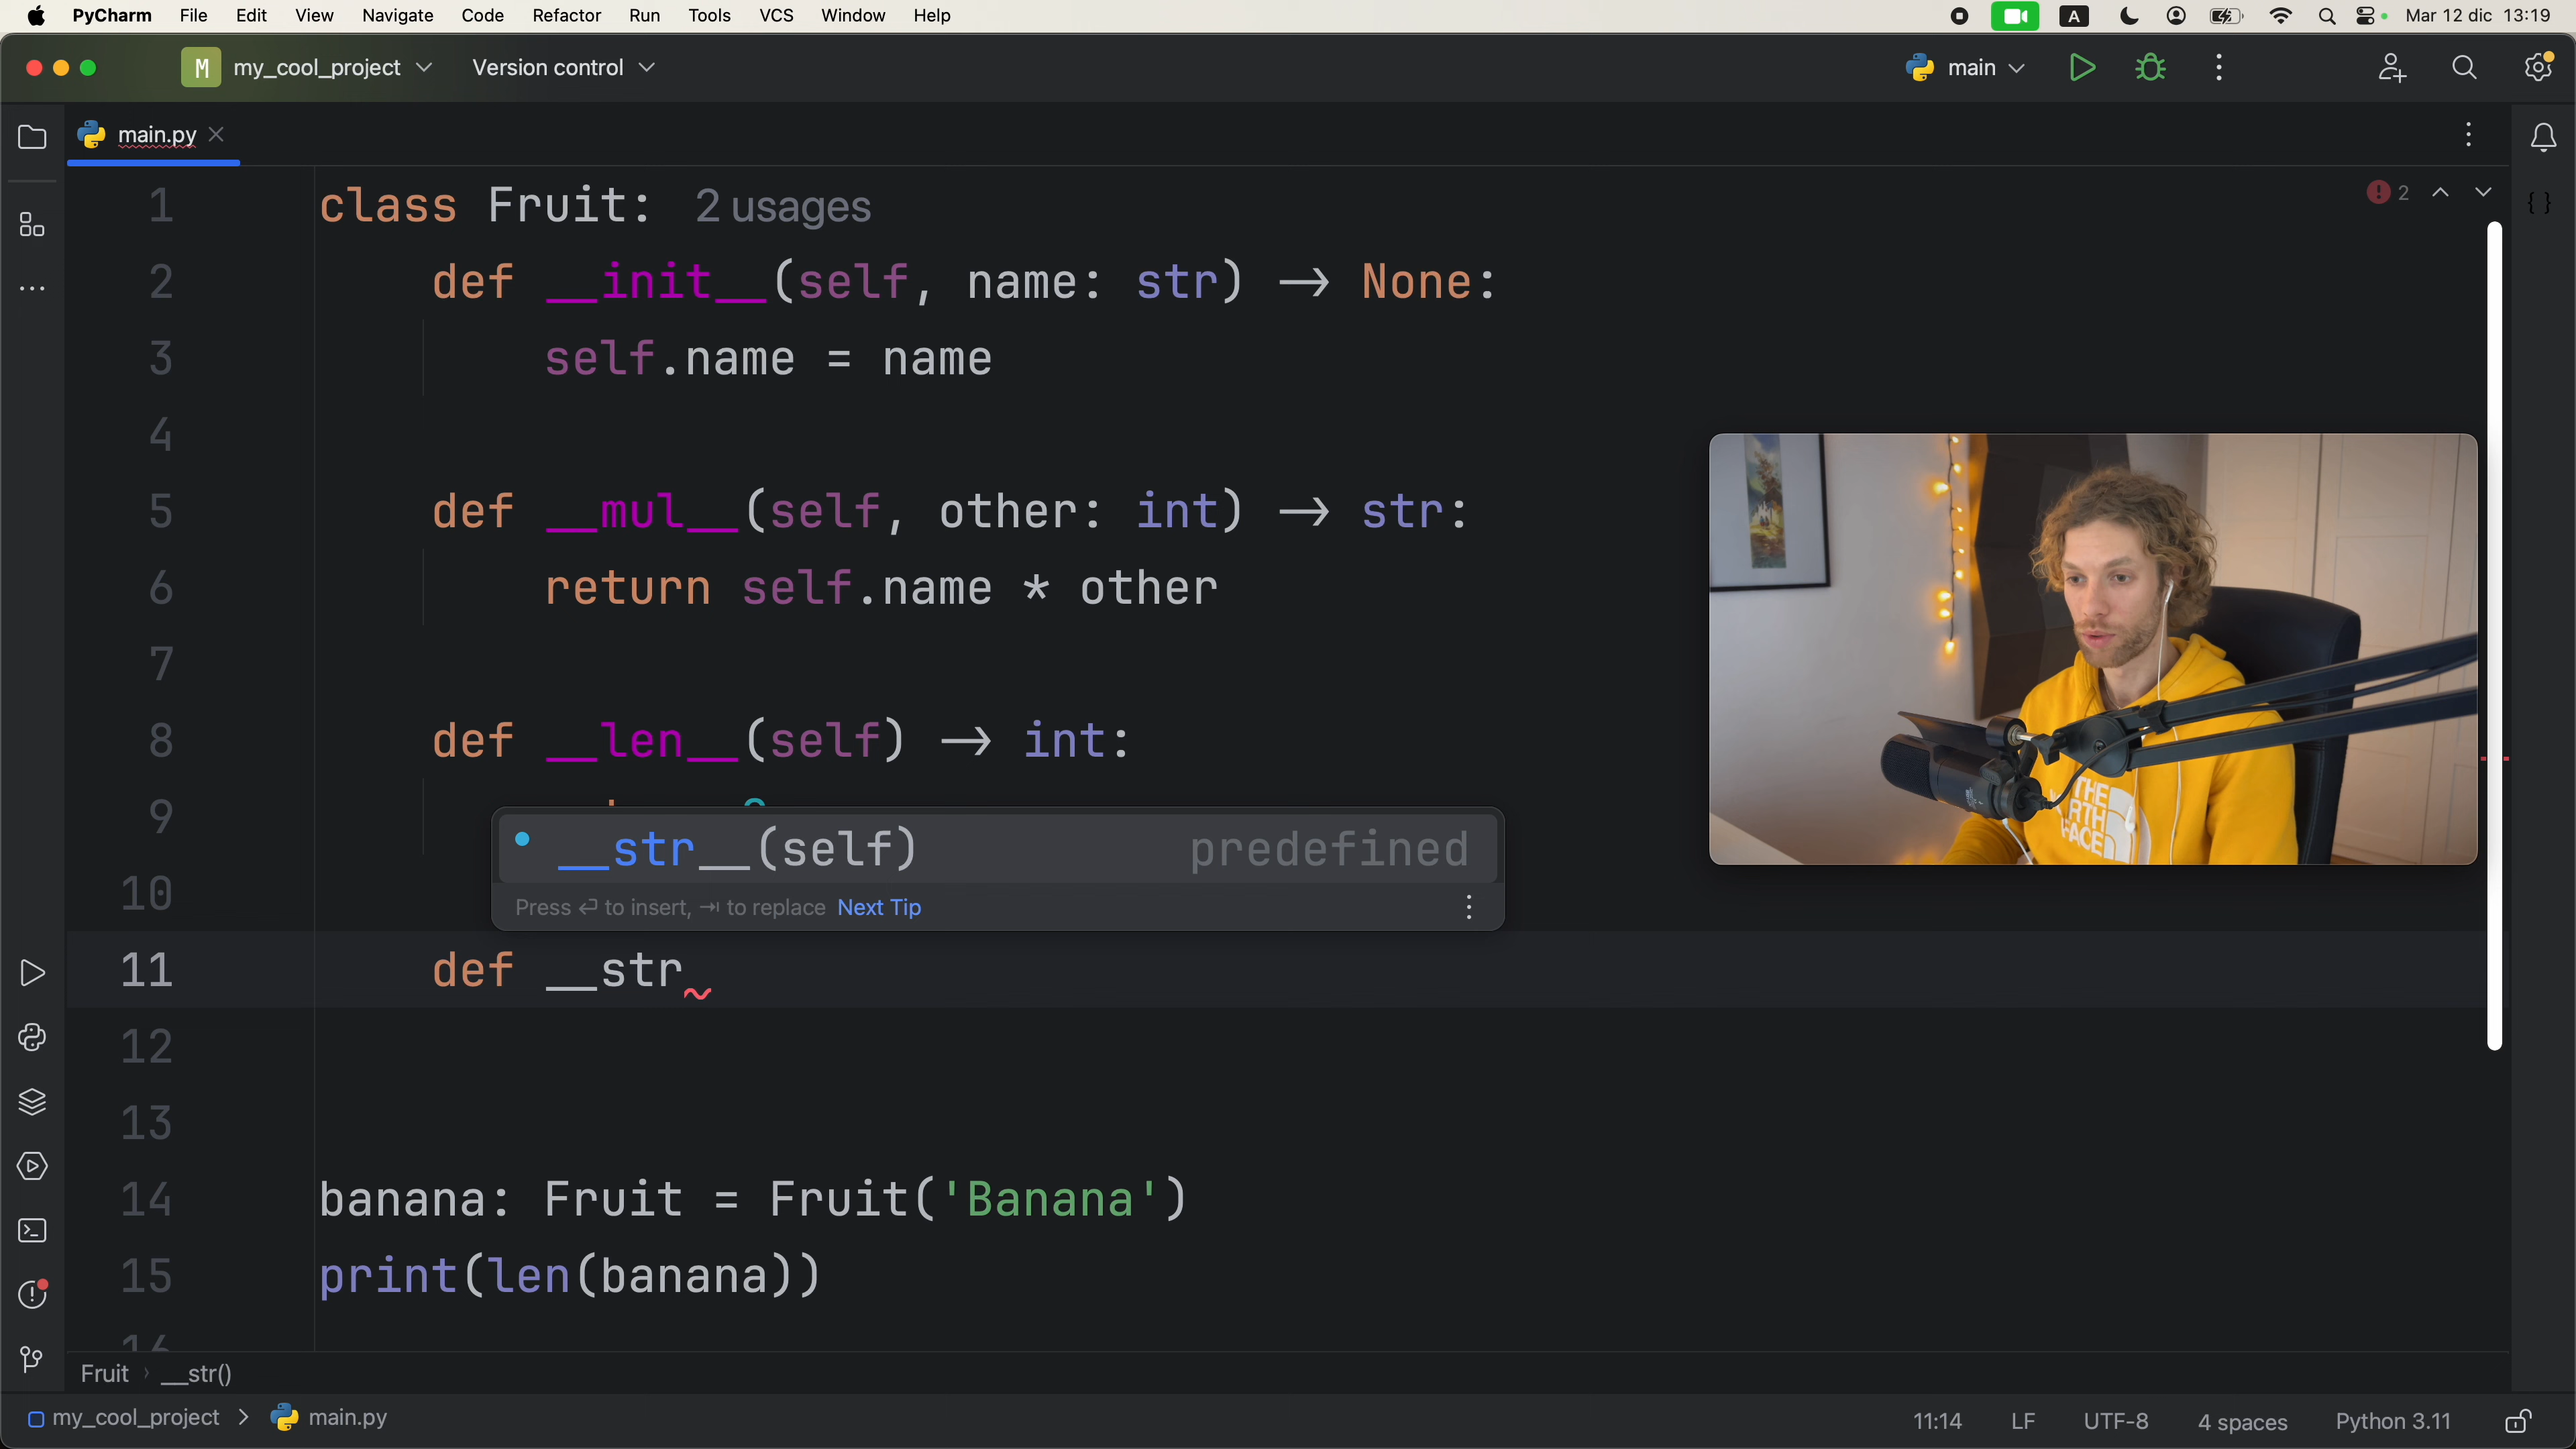 PyCharm File Edit View Navigate Code Refactor Run Tools VCS Window Help A Mar 12 dic 13:19
M my_cool_project Version control main
main.py
2
1 class Fruit: 2 usages
2 def __init__(self, name: str) → None:
3 self.name = name
4
5 def __mul__(self, other: int) → str:
6 return self.name * other
7
8 def __len__(self) → int:
9
__str__(self) predefined
10
Press ↩ to insert, ⇥ to replace Next Tip
11 def __str
12
13
14 banana: Fruit = Fruit('Banana')
15 print(len(banana))
16
Fruit › __str()
my_cool_project > main.py 11:14 LF UTF-8 4 spaces Python 3.11
THE
RTH
FACE